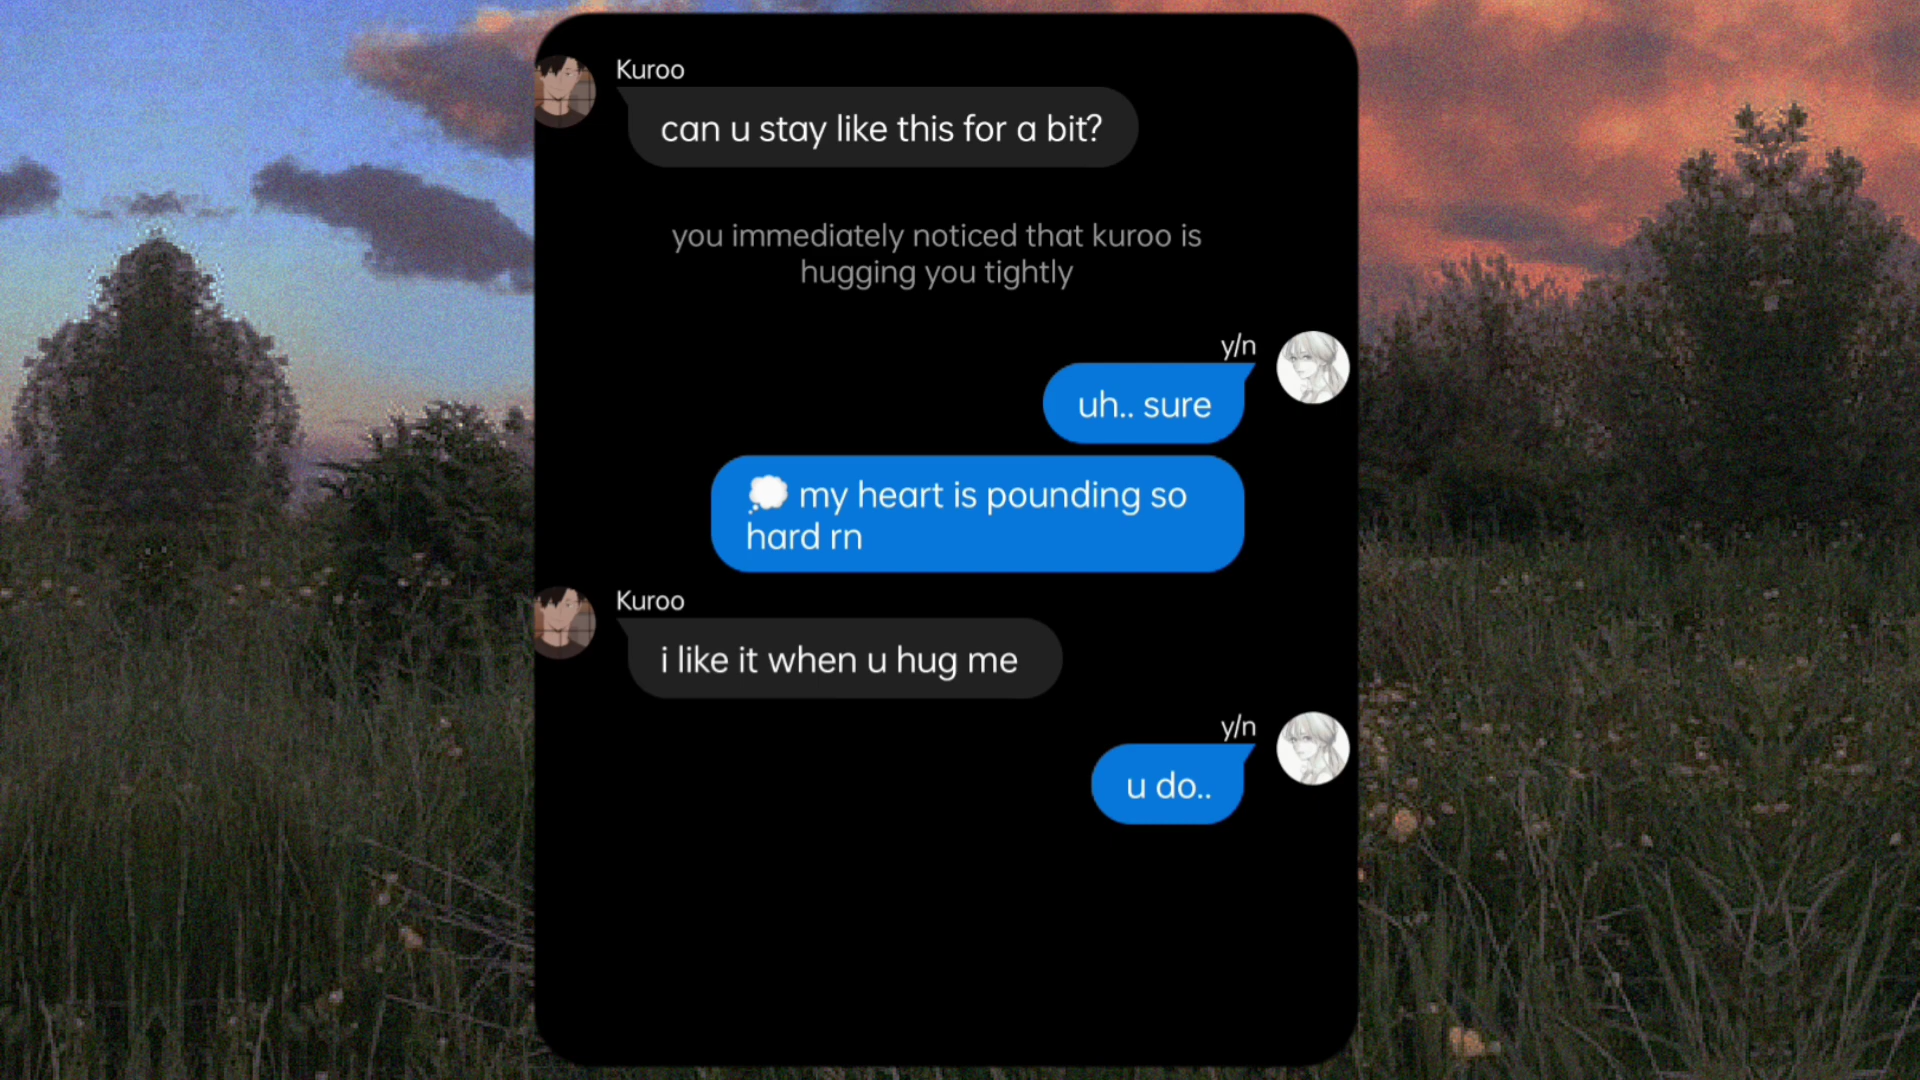 Kuroo
can u stay like this for a bit?
you immediately noticed that kuroo is
hugging you tightly
y/n
uh.. sure
💭 my heart is pounding so
hard rn
Kuroo
i like it when u hug me
y/n
u do..